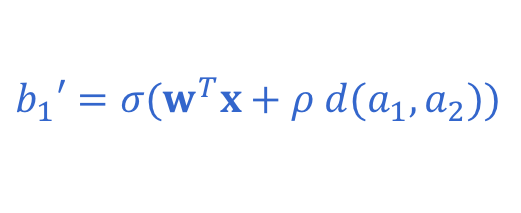 b₁′ = σ(𝐰ᵀ𝐱 + ρ d(a₁, a₂))